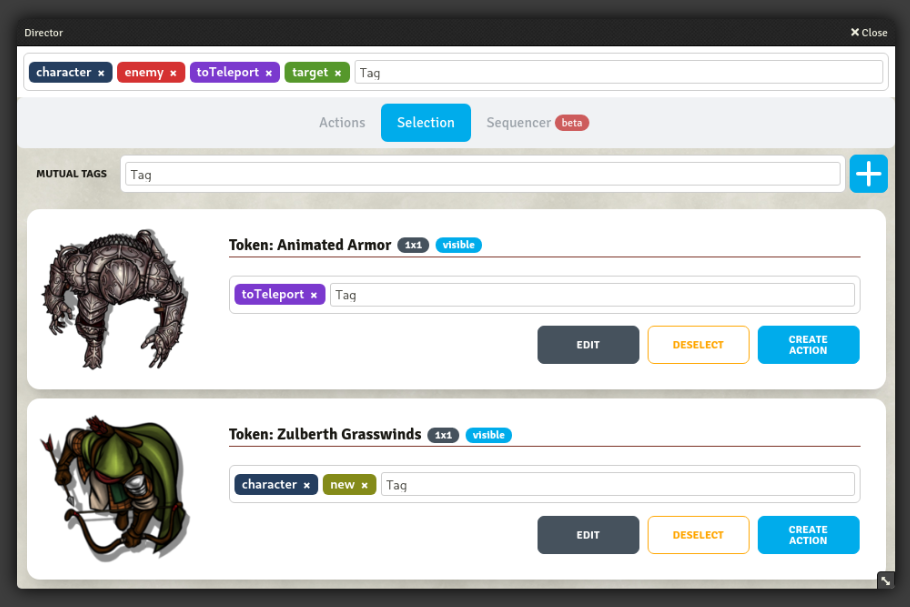 Director × Close
character × enemy × toTeleport × target × Tag
Actions Selection Sequencer beta
MUTUAL TAGS Tag +
Token: Animated Armor 1x1 visible
toTeleport × Tag
EDIT DESELECT CREATE
ACTION
Token: Zulberth Grasswinds 1x1 visible
character × new × Tag
EDIT DESELECT CREATE
ACTION